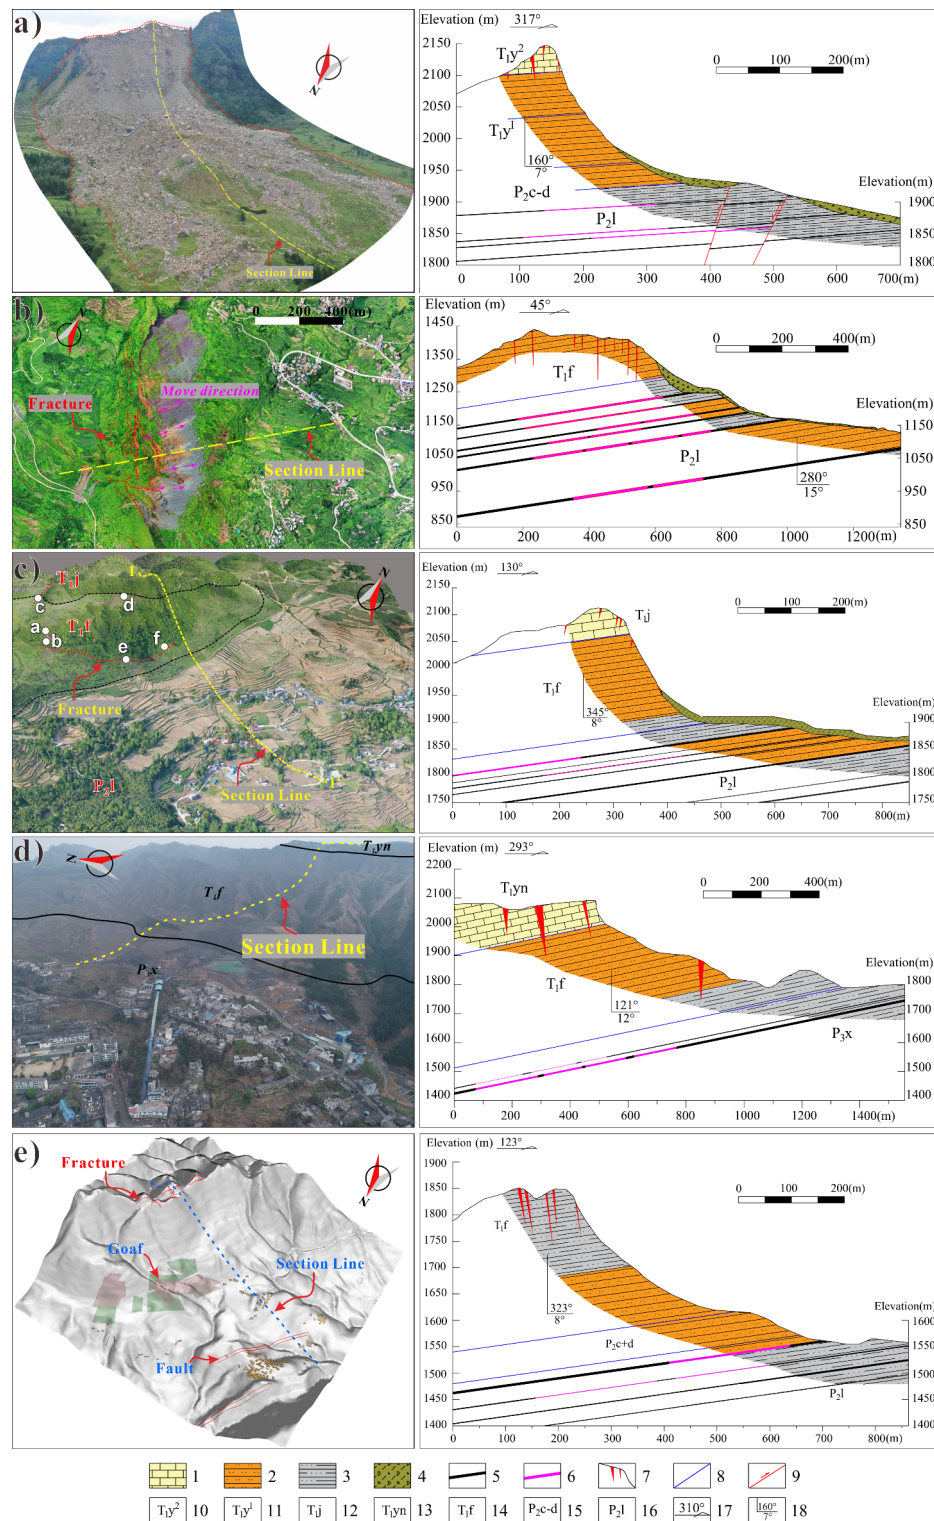 a)
N
Section Line
Elevation (m) 317°
2150
2100
2050
2000
1950
1900
1850
1800
T₁y²
T₁y¹
160°
7°
P₂c-d
P₂l
0 100 200(m)
Elevation(m)
1900
1850
1800
0 100 200 300 400 500 600 700(m)
b)
N
0 200 400(m)
Move direction
Fracture
Section Line
Elevation (m) 45°
1450
1350
1250
1150
1050
950
850
T₁f
P₂l
280°
15°
0 200 400(m)
Elevation(m)
1150
1050
950
850
0 200 400 600 800 1000 1200(m)
c)
N
T₁j
c
d
a
T₁f
b
f
e
Fracture
P₂l
Section Line
Elevation (m) 130°
2150
2100
2050
2000
1950
1900
1850
1800
1750
T₁j
T₁f
345°
8°
P₂l
0 100 200(m)
Elevation (m)
1900
1850
1800
1750
0 100 200 300 400 500 600 800(m)
d)
N
T₁yn
T₁f
Section Line
P₃x
Elevation (m) 293°
2200
2100
2000
1900
1800
1700
1600
1500
1400
T₁yn
T₁f
121°
12°
P₃x
0 200 400(m)
Elevation(m)
1800
1700
1600
1500
1400
0 200 400 600 800 1000 1200 1400(m)
e)
N
Fracture
Goaf
Section Line
Fault
Elevation (m) 123°
1900
1850
1800
1750
1700
1650
1600
1550
1500
1450
1400
T₁f
323°
8°
P₂c+d
P₂l
0 100 200(m)
Elevation(m)
1600
1550
1500
1450
1400
0 100 200 300 400 500 600 700 800(m)
1 2 3 4 5 6 7 8 9
T₁y² 10 T₁y¹ 11 T₁j 12 T₁yn 13 T₁f 14 P₂c-d 15 P₂l 16 310° 17 160° 7° 18